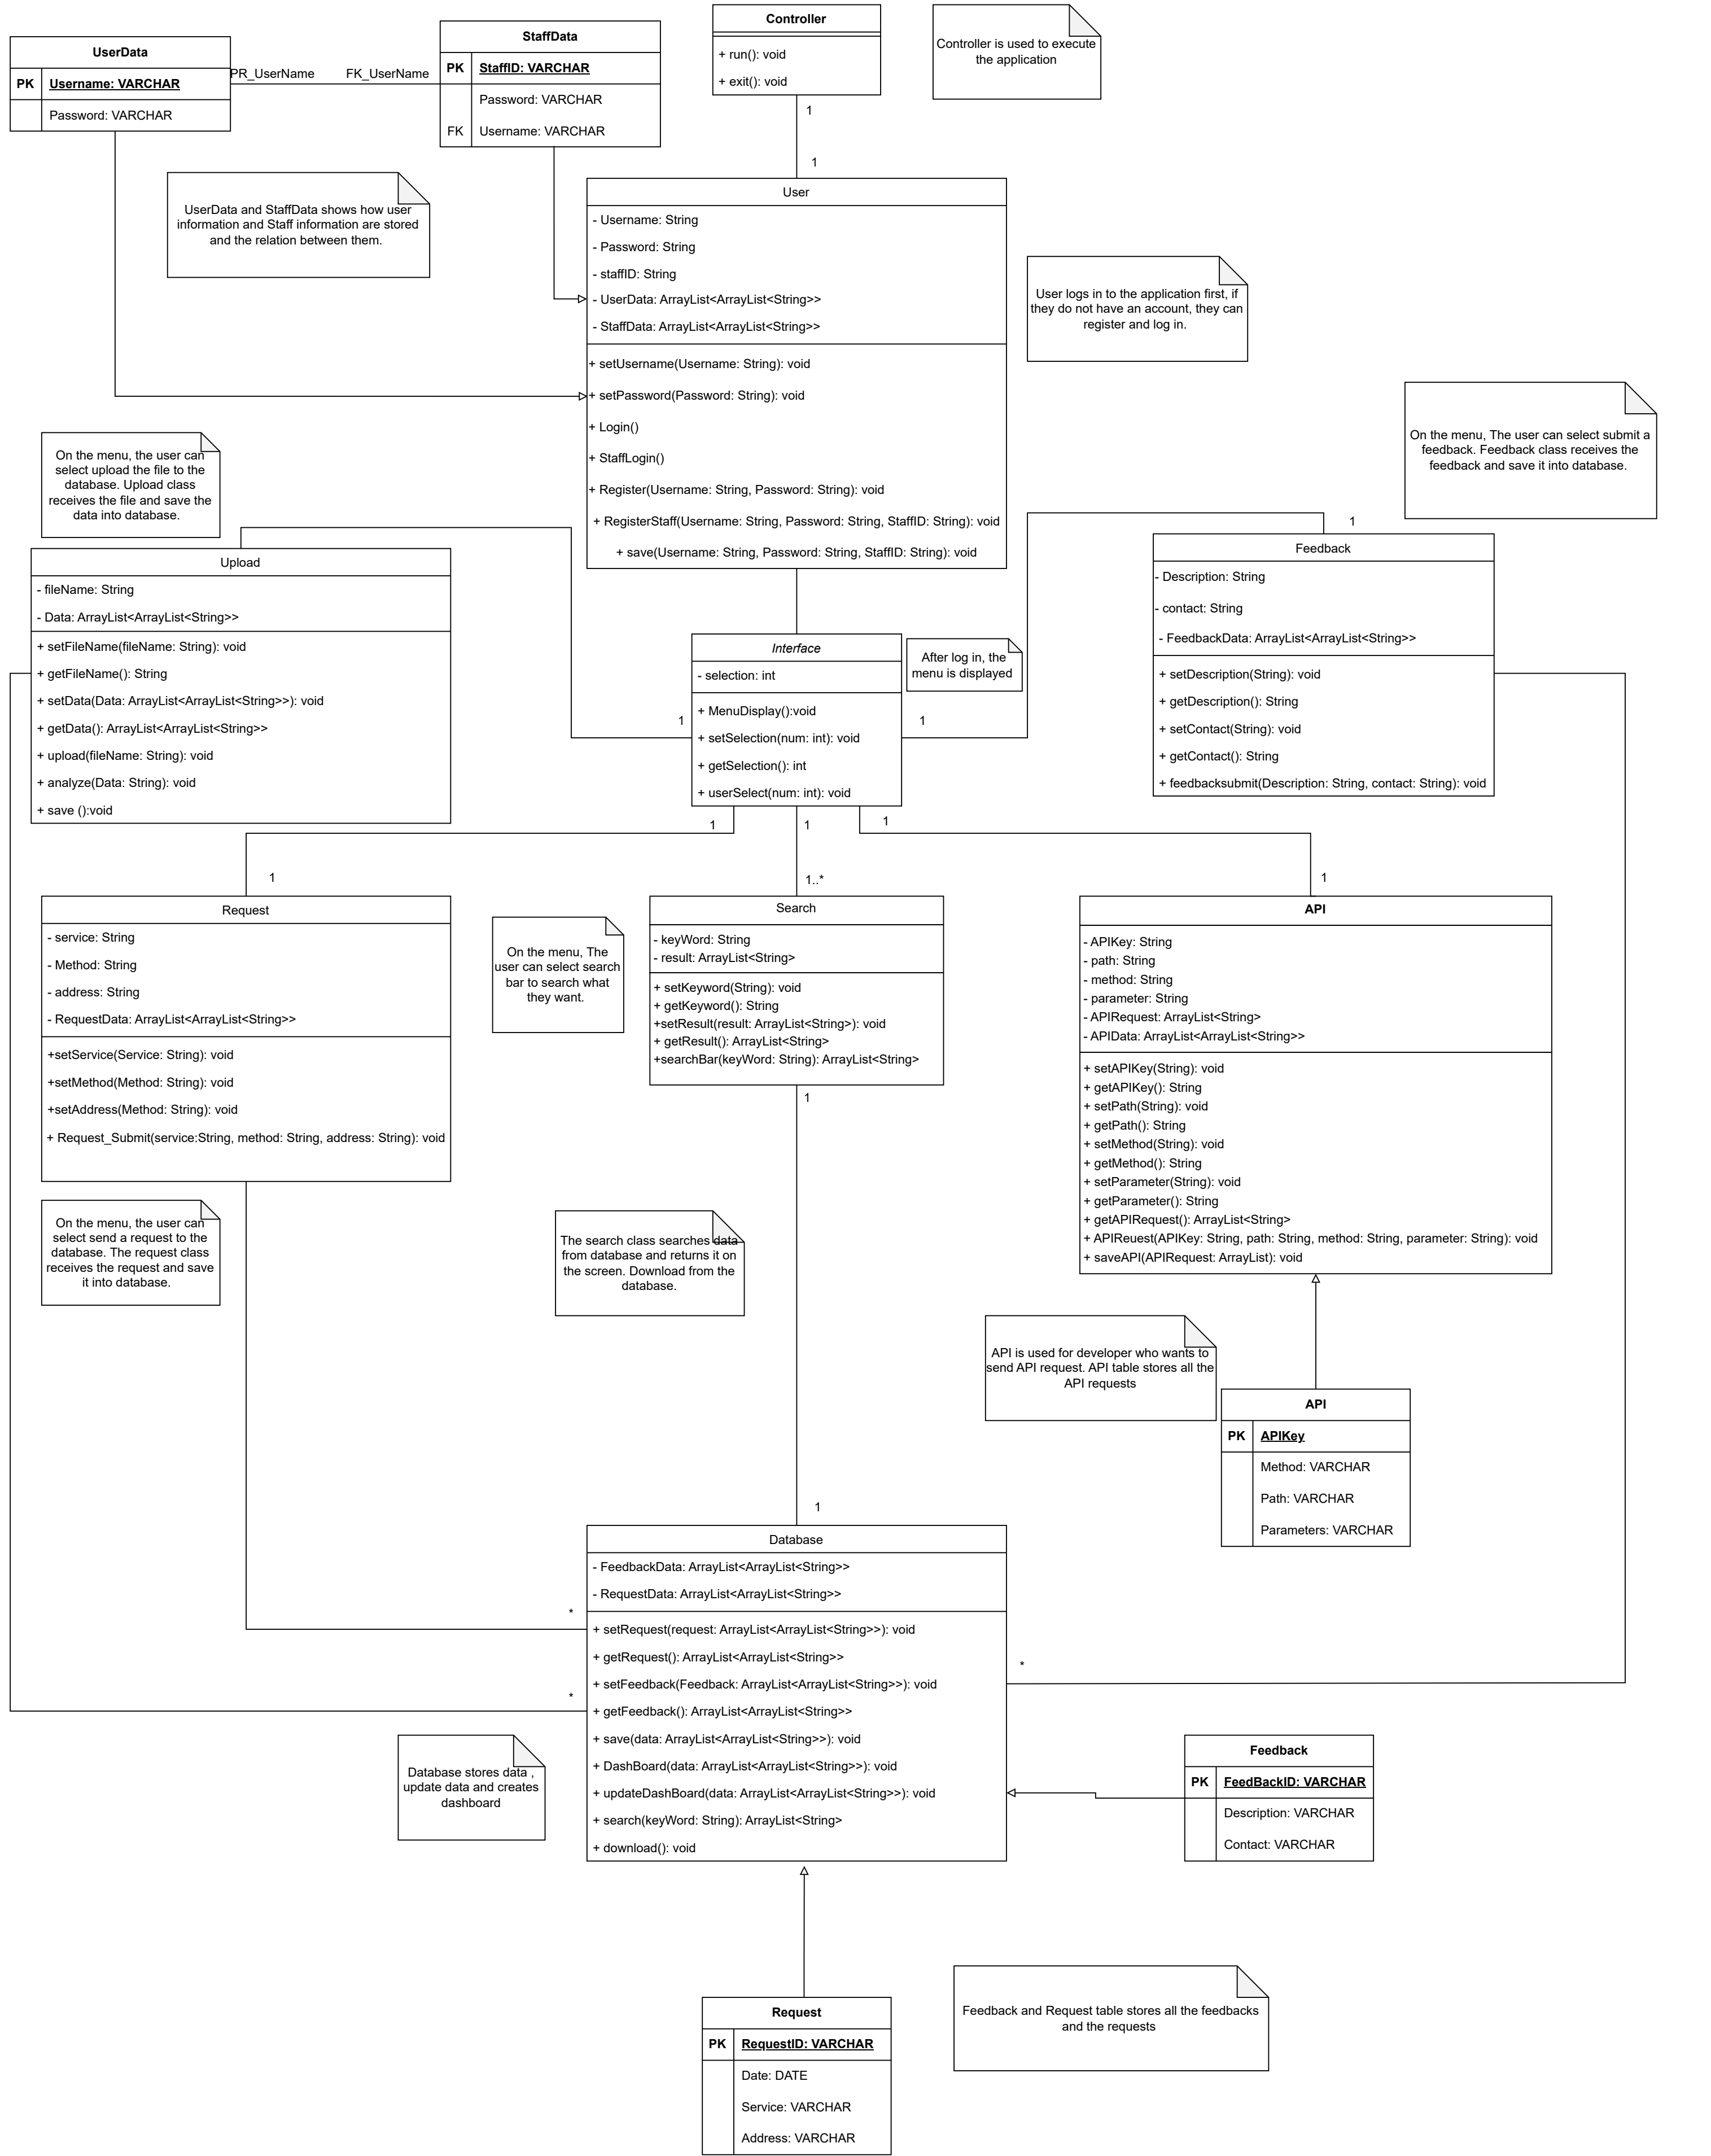 UserData
PK Username: VARCHAR
Password: VARCHAR
PR_UserName FK_UserName
StaffData
PK StaffID: VARCHAR
Password: VARCHAR
FK Username: VARCHAR
Controller
+ run(): void
+ exit(): void
1
1
Controller is used to execute
the application
UserData and StaffData shows how user
information and Staff information are stored
and the relation between them.
User
- Username: String
- Password: String
- staffID: String
- UserData: ArrayList<ArrayList<String>>
- StaffData: ArrayList<ArrayList<String>>
+ setUsername(Username: String): void
+ setPassword(Password: String): void
+ Login()
+ StaffLogin()
+ Register(Username: String, Password: String): void
+ RegisterStaff(Username: String, Password: String, StaffID: String): void
+ save(Username: String, Password: String, StaffID: String): void
User logs in to the application first, if
they do not have an account, they can
register and log in.
On the menu, The user can select submit a
feedback. Feedback class receives the
feedback and save it into database.
On the menu, the user can
select upload the file to the
database. Upload class
receives the file and save the
data into database.
Upload
- fileName: String
- Data: ArrayList<ArrayList<String>>
+ setFileName(fileName: String): void
+ getFileName(): String
+ setData(Data: ArrayList<ArrayList<String>>): void
+ getData(): ArrayList<ArrayList<String>>
+ upload(fileName: String): void
+ analyze(Data: String): void
+ save ():void
Interface
- selection: int
+ MenuDisplay():void
+ setSelection(num: int): void
+ getSelection(): int
+ userSelect(num: int): void
After log in, the
menu is displayed
1
1
1
Feedback
- Description: String
- contact: String
- FeedbackData: ArrayList<ArrayList<String>>
+ setDescription(String): void
+ getDescription(): String
+ setContact(String): void
+ getContact(): String
+ feedbacksubmit(Description: String, contact: String): void
1
1
1
1
1..*
1
Request
- service: String
- Method: String
- address: String
- RequestData: ArrayList<ArrayList<String>>
+setService(Service: String): void
+setMethod(Method: String): void
+setAddress(Method: String): void
+ Request_Submit(service:String, method: String, address: String): void
On the menu, The
user can select search
bar to search what
they want.
Search
- keyWord: String
- result: ArrayList<String>
+ setKeyword(String): void
+ getKeyword(): String
+setResult(result: ArrayList<String>): void
+ getResult(): ArrayList<String>
+searchBar(keyWord: String): ArrayList<String>
1
API
- APIKey: String
- path: String
- method: String
- parameter: String
- APIRequest: ArrayList<String>
- APIData: ArrayList<ArrayList<String>>
+ setAPIKey(String): void
+ getAPIKey(): String
+ setPath(String): void
+ getPath(): String
+ setMethod(String): void
+ getMethod(): String
+ setParameter(String): void
+ getParameter(): String
+ getAPIRequest(): ArrayList<String>
+ APIReuest(APIKey: String, path: String, method: String, parameter: String): void
+ saveAPI(APIRequest: ArrayList): void
On the menu, the user can
select send a request to the
database. The request class
receives the request and save
it into database.
The search class searches data
from database and returns it on
the screen. Download from the
database.
API is used for developer who wants to
send API request. API table stores all the
API requests
API
PK APIKey
Method: VARCHAR
Path: VARCHAR
Parameters: VARCHAR
1
Database
- FeedbackData: ArrayList<ArrayList<String>>
- RequestData: ArrayList<ArrayList<String>>
+ setRequest(request: ArrayList<ArrayList<String>>): void
+ getRequest(): ArrayList<ArrayList<String>>
+ setFeedback(Feedback: ArrayList<ArrayList<String>>): void
+ getFeedback(): ArrayList<ArrayList<String>>
+ save(data: ArrayList<ArrayList<String>>): void
+ DashBoard(data: ArrayList<ArrayList<String>>): void
+ updateDashBoard(data: ArrayList<ArrayList<String>>): void
+ search(keyWord: String): ArrayList<String>
+ download(): void
*
*
*
Database stores data ,
update data and creates
dashboard
Feedback
PK FeedBackID: VARCHAR
Description: VARCHAR
Contact: VARCHAR
Request
PK RequestID: VARCHAR
Date: DATE
Service: VARCHAR
Address: VARCHAR
Feedback and Request table stores all the feedbacks
and the requests